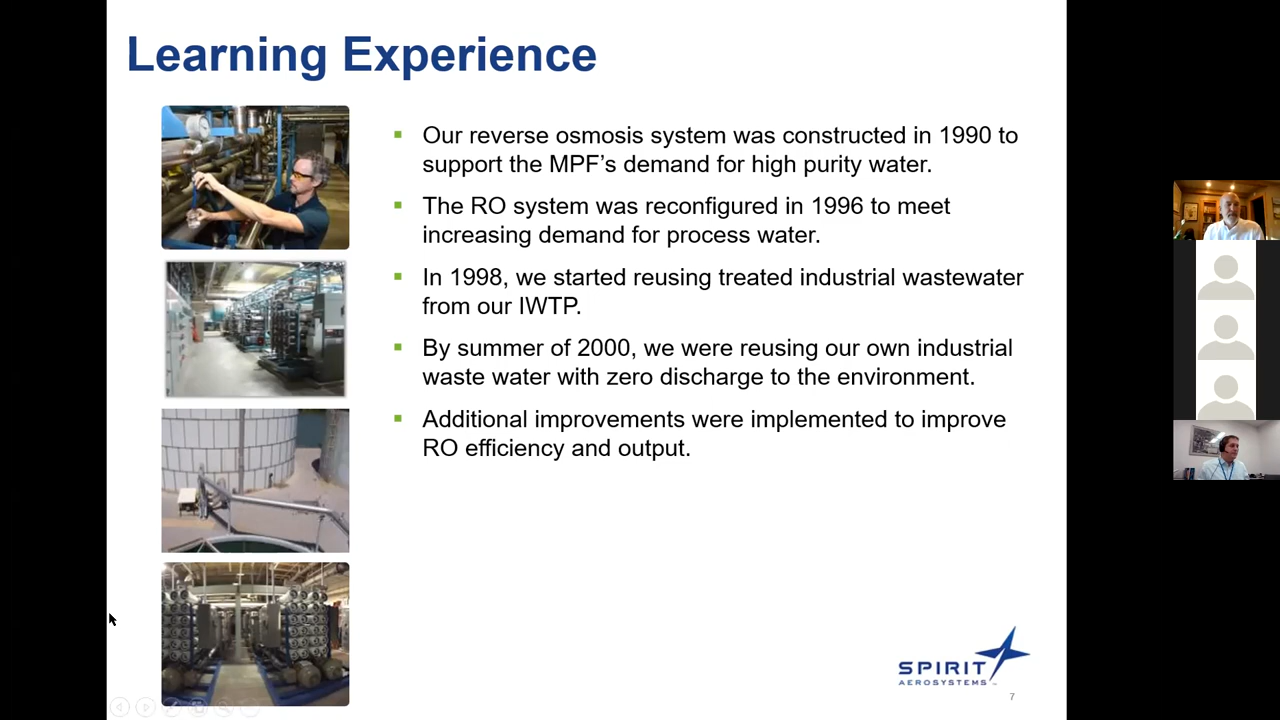 Learning Experience
Our reverse osmosis system was constructed in 1990 to
support the MPF’s demand for high purity water.
The RO system was reconfigured in 1996 to meet
increasing demand for process water.
In 1998, we started reusing treated industrial wastewater
from our IWTP.
By summer of 2000, we were reusing our own industrial
waste water with zero discharge to the environment.
Additional improvements were implemented to improve
RO efficiency and output.
SPIRIT
AEROSYSTEMS
7